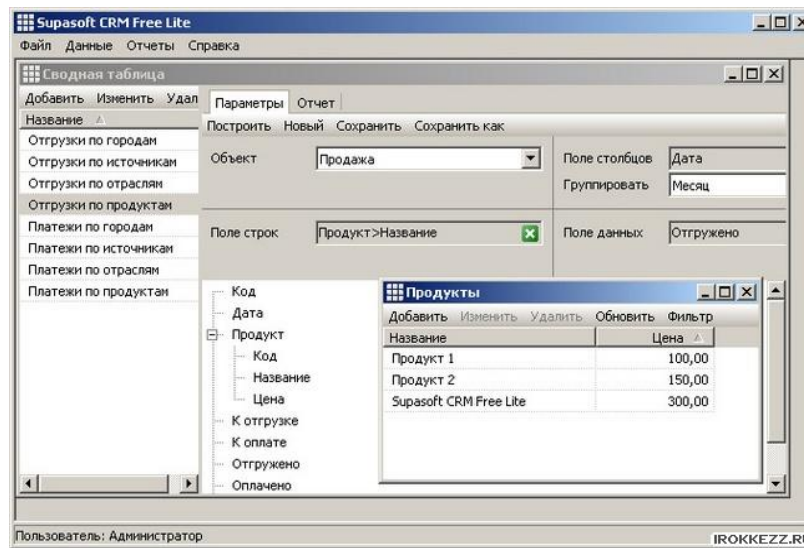 Supasoft CRM Free Lite
Файл Данные Отчеты Справка
Сводная таблица
Добавить Изменить Удал
Название
Отгрузки по городам
Отгрузки по источникам
Отгрузки по отраслям
Отгрузки по продуктам
Платежи по городам
Платежи по источникам
Платежи по отраслям
Платежи по продуктам
Параметры Отчет
Построить Новый Сохранить Сохранить как
Объект Продажа
Поле столбцов Дата
Группировать Месяц
Поле строк Продукт>Название
Поле данных Отгружено
Код
Дата
Продукт
Код
Название
Цена
К отгрузке
К оплате
Отгружено
Оплачено
Продукты
Добавить Изменить Удалить Обновить Фильтр
Название Цена
Продукт 1 100,00
Продукт 2 150,00
Supasoft CRM Free Lite 300,00
Пользователь: Администратор